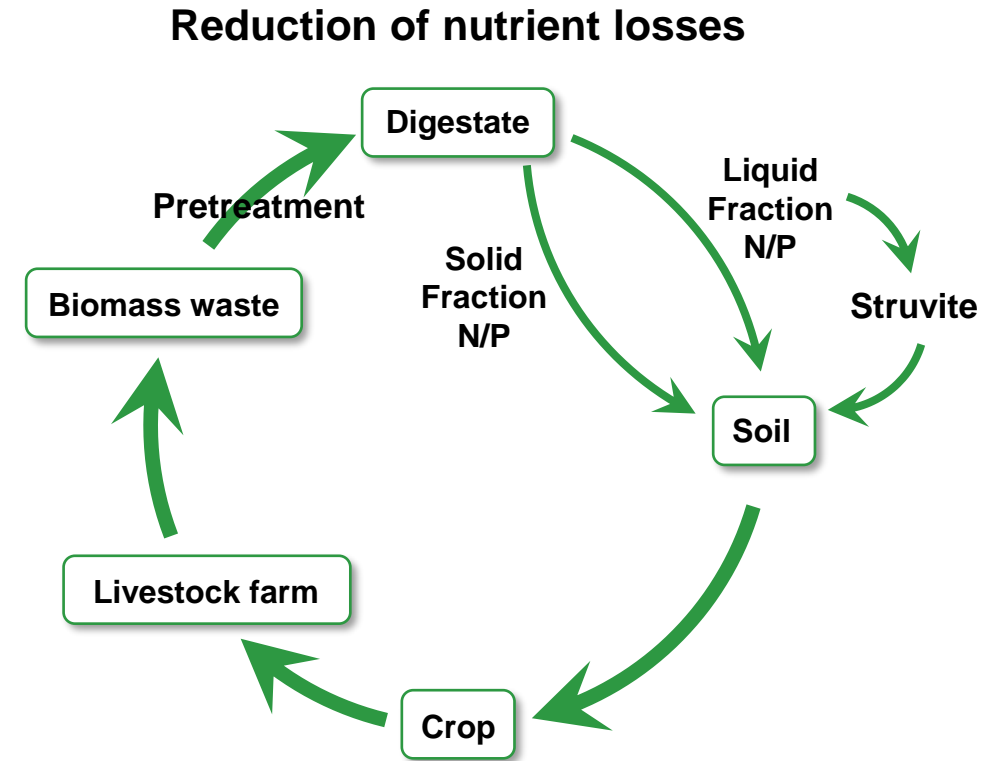 Reduction of nutrient losses
Digestate
Pretreatment
Liquid
Fraction
N/P
Solid
Fraction
N/P
Struvite
Biomass waste
Soil
Livestock farm
Crop